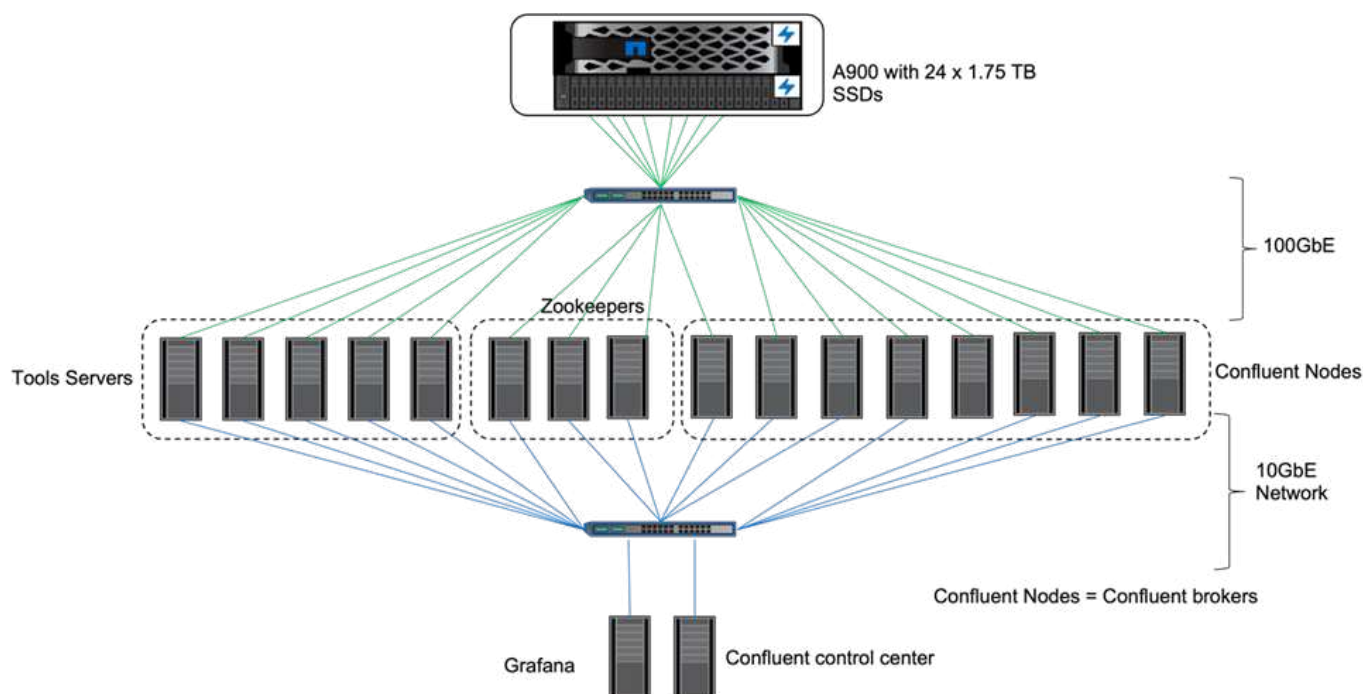 A900 with 24 x 1.75 TB
SSDs
100GbE
Zookeepers
Tools Servers
Confluent Nodes
10GbE
Network
Confluent Nodes = Confluent brokers
Grafana
Confluent control center